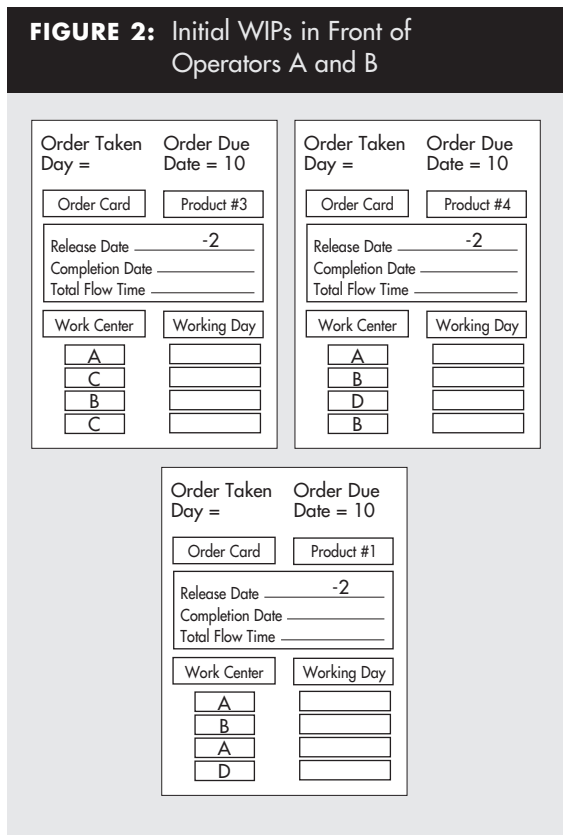 FIGURE 2: Initial WIPs in Front of
Operators A and B
Order Taken
Day =
Order Due
Date = 10
Order Card
Product #3
Release Date -2
Completion Date
Total Flow Time
Work Center
Working Day
A
C
B
C
Order Taken
Day =
Order Due
Date = 10
Order Card
Product #4
Release Date -2
Completion Date
Total Flow Time
Work Center
Working Day
A
B
D
B
Order Taken
Day =
Order Due
Date = 10
Order Card
Product #1
Release Date -2
Completion Date
Total Flow Time
Work Center
Working Day
A
B
A
D